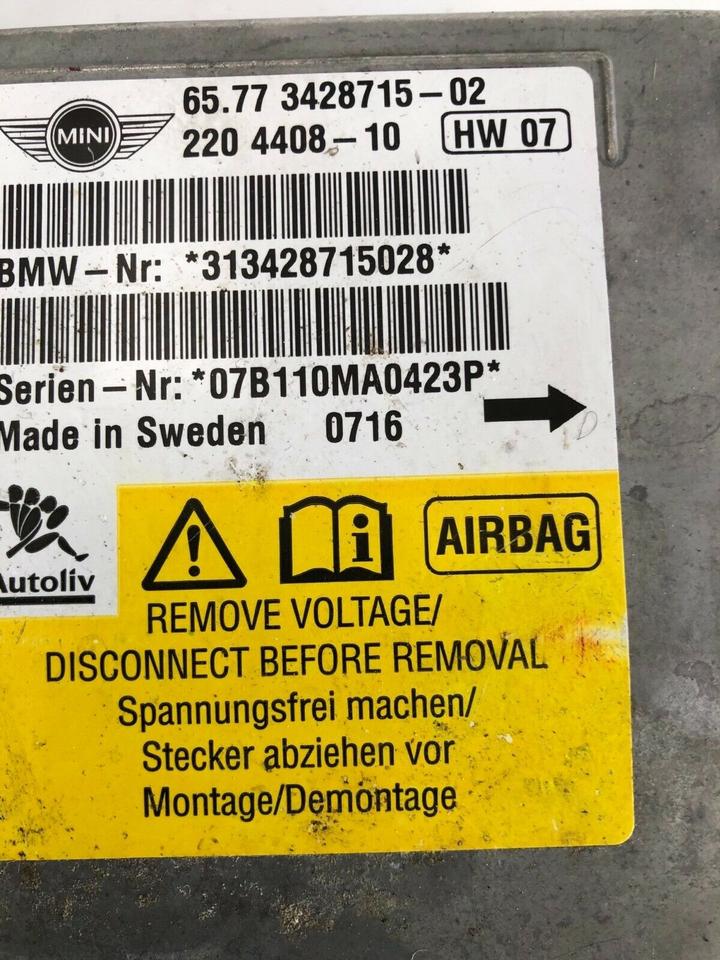 65.77 3428715-02
MINI
220 4408-10 HW 07
BMW-Nr: *313428715028*
Serien-Nr: *07B110MA0423P*
Made in Sweden 0716
D
AIRBAG
Autoliv
REMOVE VOLTAGE/
DISCONNECT BEFORE REMOVAL
Spannungsfrei machen/
Stecker abziehen vor
Montage/Demontage